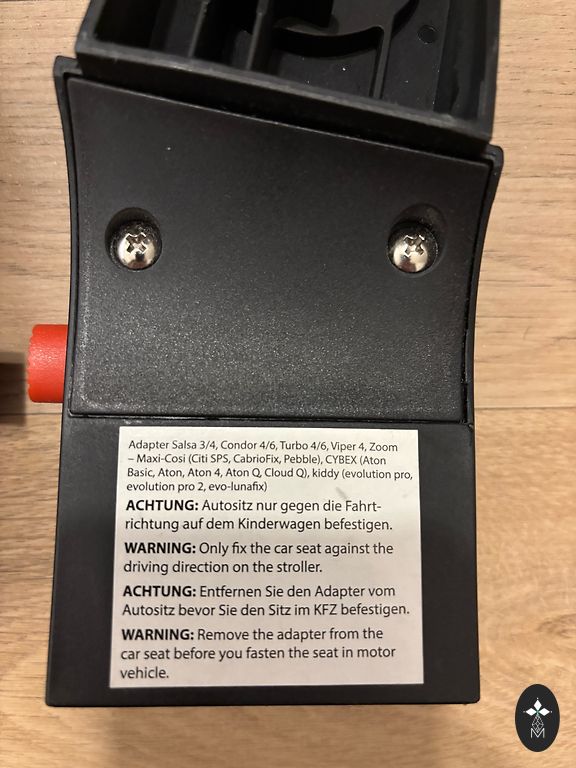 Adapter Salsa 3/4, Condor 4/6, Turbo 4/6, Viper 4, Zoom
– Maxi-Cosi (Citi SPS, CabrioFix, Pebble), CYBEX (Aton
Basic, Aton, Aton 4, Aton Q, Cloud Q), kiddy (evolution pro,
evolution pro 2, evo-lunafix)
ACHTUNG: Autositz nur gegen die Fahrt-
richtung auf dem Kinderwagen befestigen.
WARNING: Only fix the car seat against the
driving direction on the stroller.
ACHTUNG: Entfernen Sie den Adapter vom
Autositz bevor Sie den Sitz im KFZ befestigen.
WARNING: Remove the adapter from the
car seat before you fasten the seat in motor
vehicle.
M